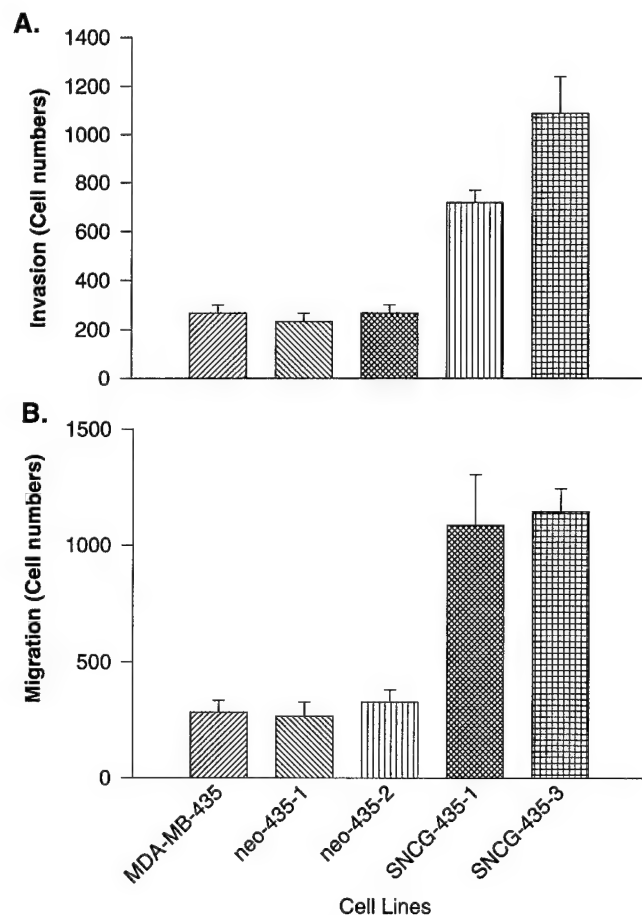 A.
Invasion (Cell numbers)
1400
1200
1000
800
600
400
200
0
B.
Migration (Cell numbers)
1500
1000
500
0
MDA-MB-435
neo-435-1
neo-435-2
SNCG-435-1
SNCG-435-3
Cell Lines